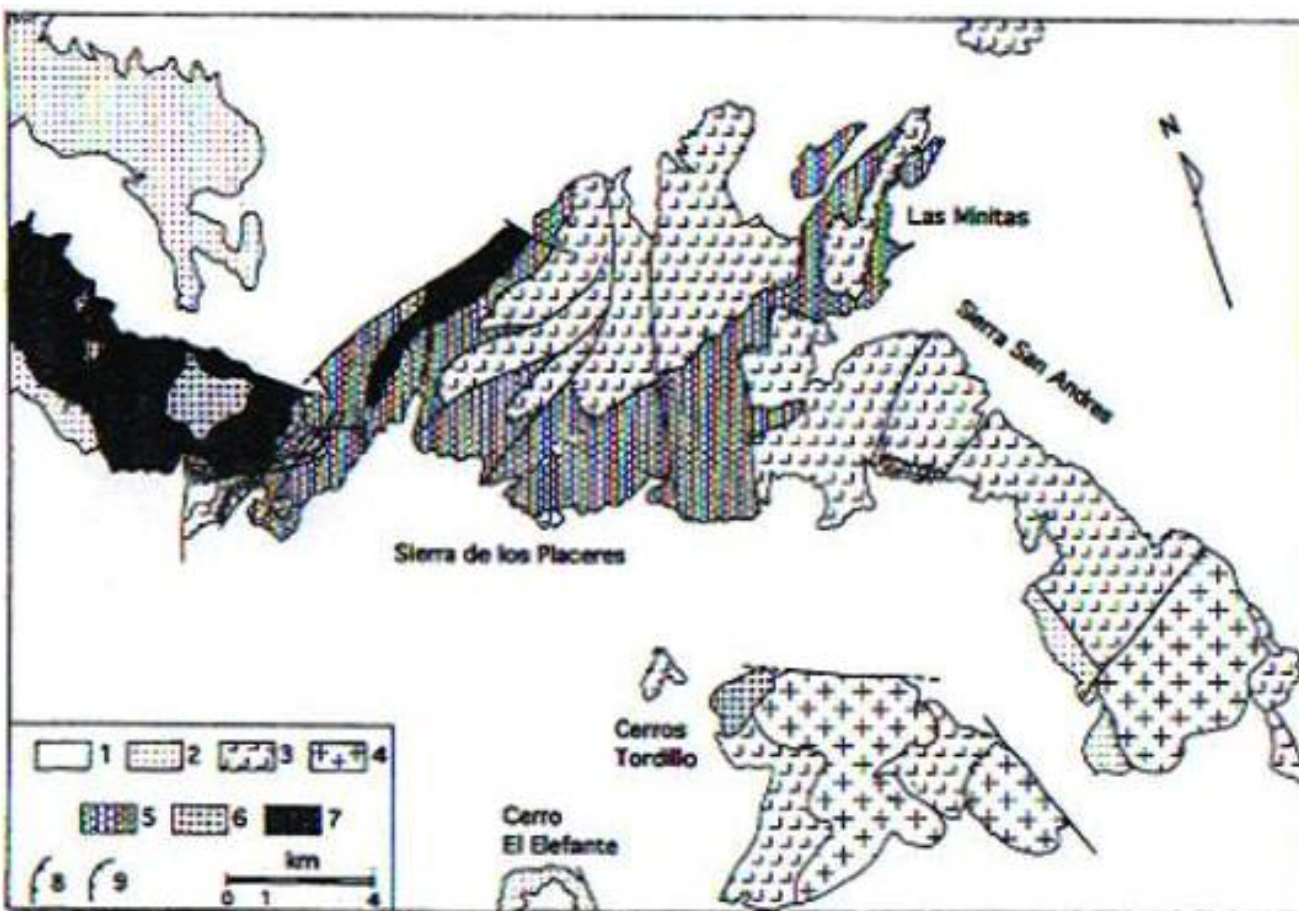 N
Las Minitas
Sierra San Andres
Sierra de los Placeres
Cerros
Tordillo
Cerro
El Elefante
1 2 3 4
5 6 7
8 9
km
0 1 4